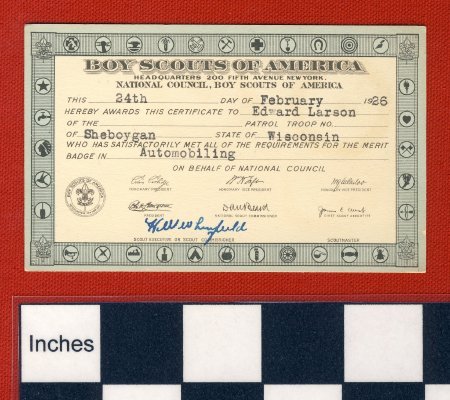 BOY SCOUTS OF AMERICA
HEADQUARTERS 200 FIFTH AVENUE NEW YORK.
NATIONAL COUNCIL, BOY SCOUTS OF AMERICA
THIS 24th DAY OF February 1926
HEREBY AWARDS THIS CERTIFICATE TO Edward Larson
PATROL TROOP NO.
OF Sheboygan STATE OF Wisconsin
WHO HAS SATISFACTORILY MET ALL OF THE REQUIREMENTS FOR THE MERIT
BADGE IN Automobiling
ON BEHALF OF NATIONAL COUNCIL
HONORARY PRESIDENT HONORARY VICE PRESIDENT HONORARY VICE PRESIDENT
PRESIDENT NATIONAL SCOUT COMMISSIONER CHIEF SCOUT EXECUTIVE
SCOUT EXECUTIVE OR SCOUT COMMISSIONER SCOUTMASTER
Inches